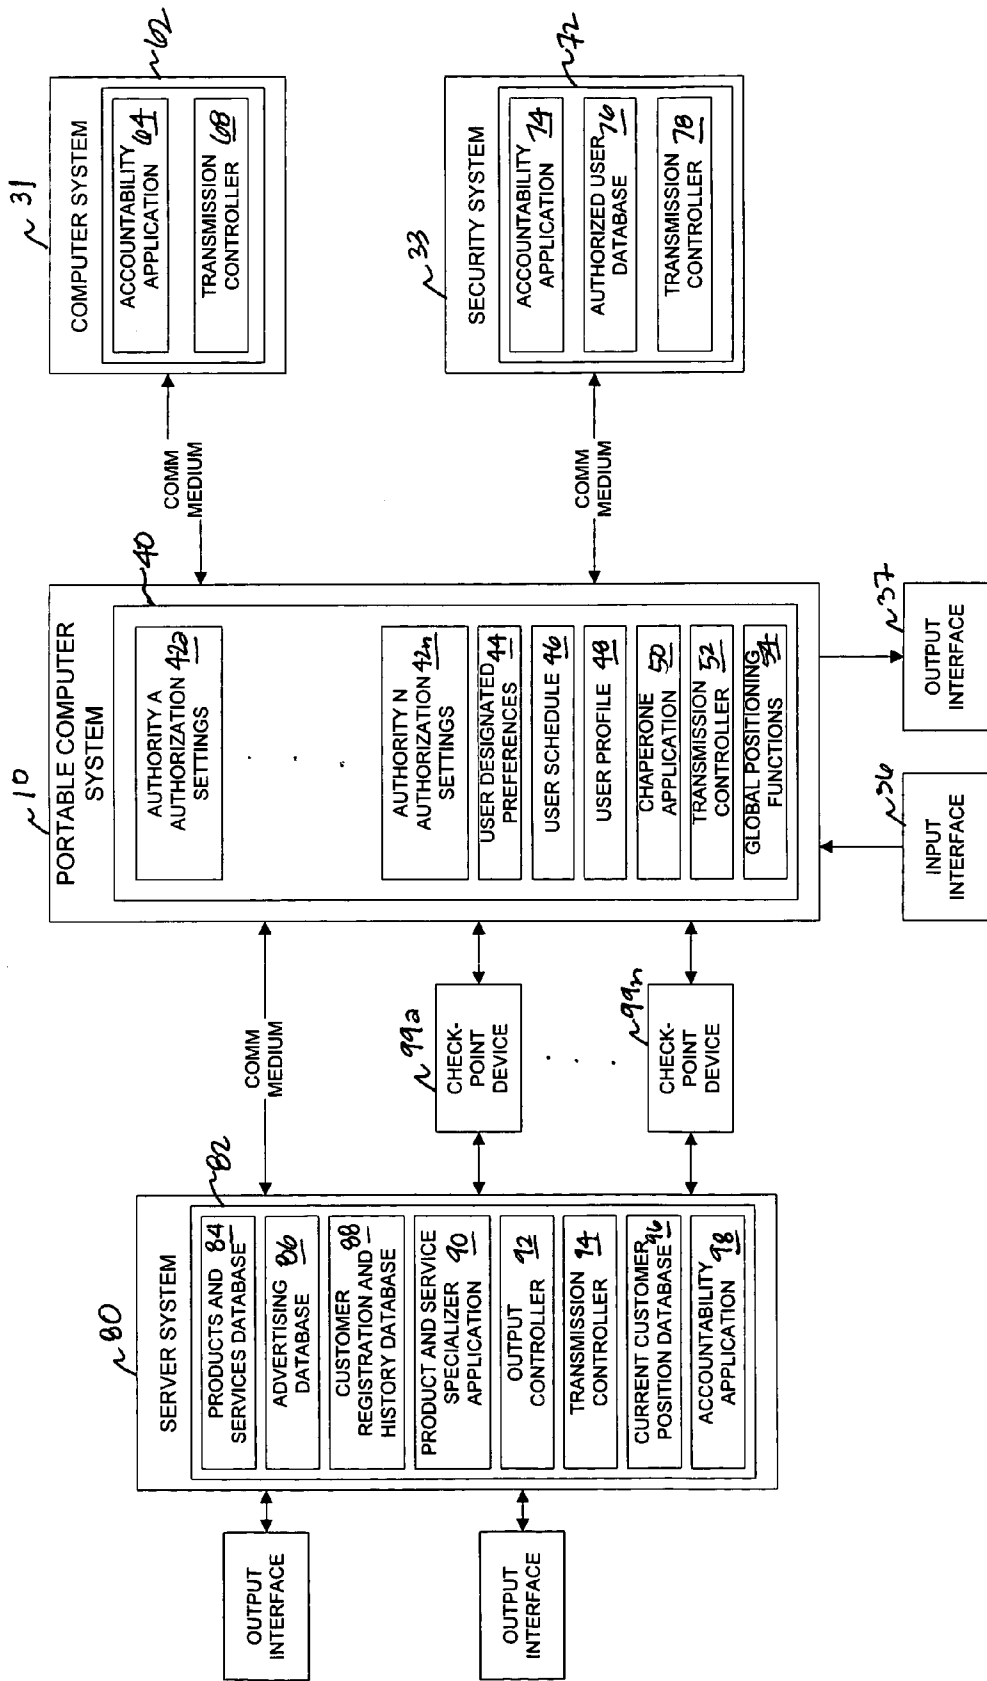 ~31
COMPUTER SYSTEM
~62
ACCOUNTABILITY
APPLICATION 64
TRANSMISSION
CONTROLLER 68
~33
SECURITY SYSTEM
~72
ACCOUNTABILITY
APPLICATION 74
AUTHORIZED USER
DATABASE 76
TRANSMISSION
CONTROLLER 78
COMM
MEDIUM
COMM
MEDIUM
~10
PORTABLE COMPUTER
SYSTEM
~40
AUTHORITY A
AUTHORIZATION 42a
SETTINGS
. . .
AUTHORITY N
AUTHORIZATION 42n
SETTINGS
USER DESIGNATED
PREFERENCES 44
USER SCHEDULE 46
USER PROFILE 48
CHAPERONE
APPLICATION 50
TRANSMISSION
CONTROLLER 52
GLOBAL POSITIONING
FUNCTIONS 54
~36
INPUT
INTERFACE
~37
OUTPUT
INTERFACE
COMM
MEDIUM
~99a
CHECK-
POINT
DEVICE
. . .
~99n
CHECK-
POINT
DEVICE
~80
SERVER SYSTEM
~82
PRODUCTS AND
SERVICES DATABASE 84
ADVERTISING
DATABASE 86
CUSTOMER
REGISTRATION AND
HISTORY DATABASE 88
PRODUCT AND SERVICE
SPECIALIZER
APPLICATION 90
OUTPUT
CONTROLLER 92
TRANSMISSION
CONTROLLER 94
CURRENT CUSTOMER
POSITION DATABASE 96
ACCOUNTABILITY
APPLICATION 98
OUTPUT
INTERFACE
OUTPUT
INTERFACE